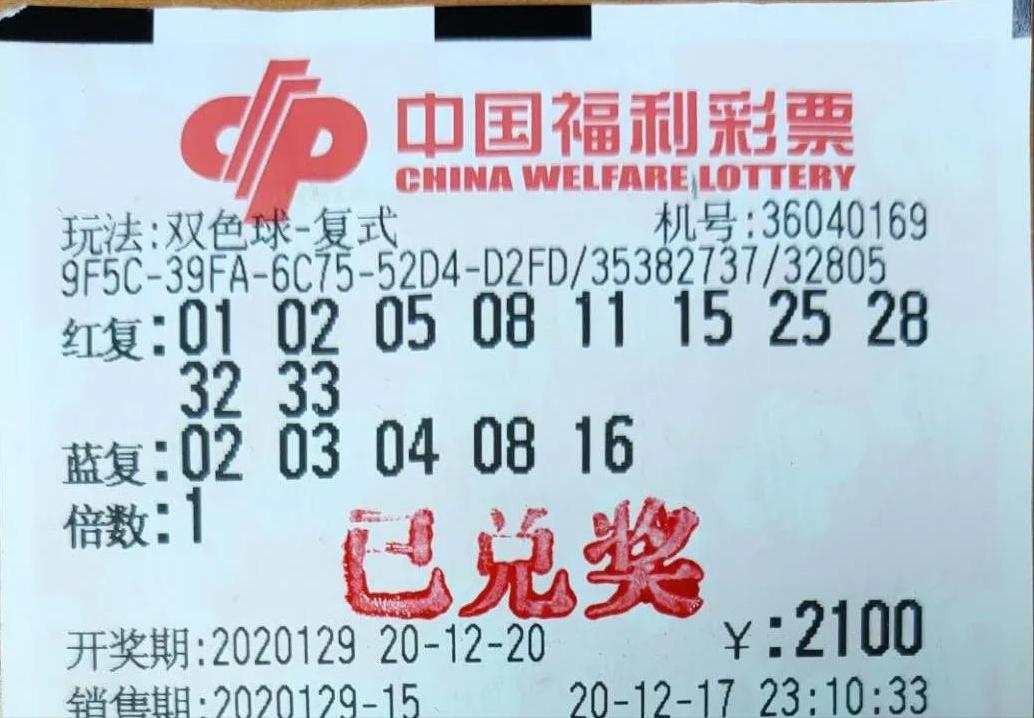 中国福利彩票
CHINA WELFARE LOTTERY
玩法:双色球-复式 机号:36040169
9F5C-39FA-6C75-52D4-D2FD/35382737/32805
红复:01 02 05 08 11 15 25 28
32 33
蓝复:02 03 04 08 16
倍数:1
已兑奖
开奖期:2020129 20-12-20 ¥:2100
销售期:2020129-15 20-12-17 23:10:33